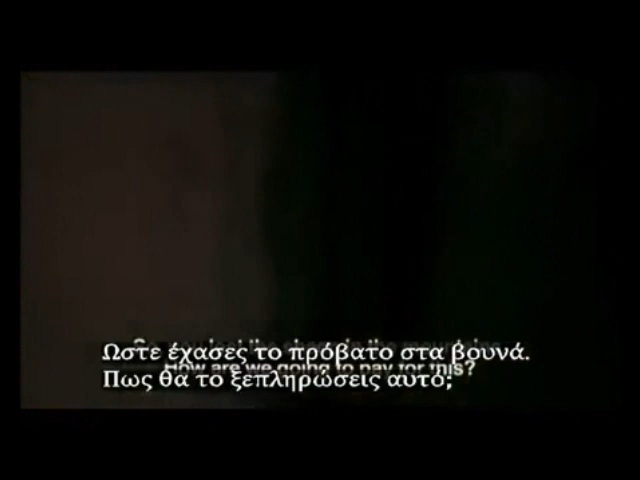 Ωστε έχασες το πρόβατο στα βουνά.
Πως θα το ξεπληρώσεις αυτό;
How are we going to pay for this?